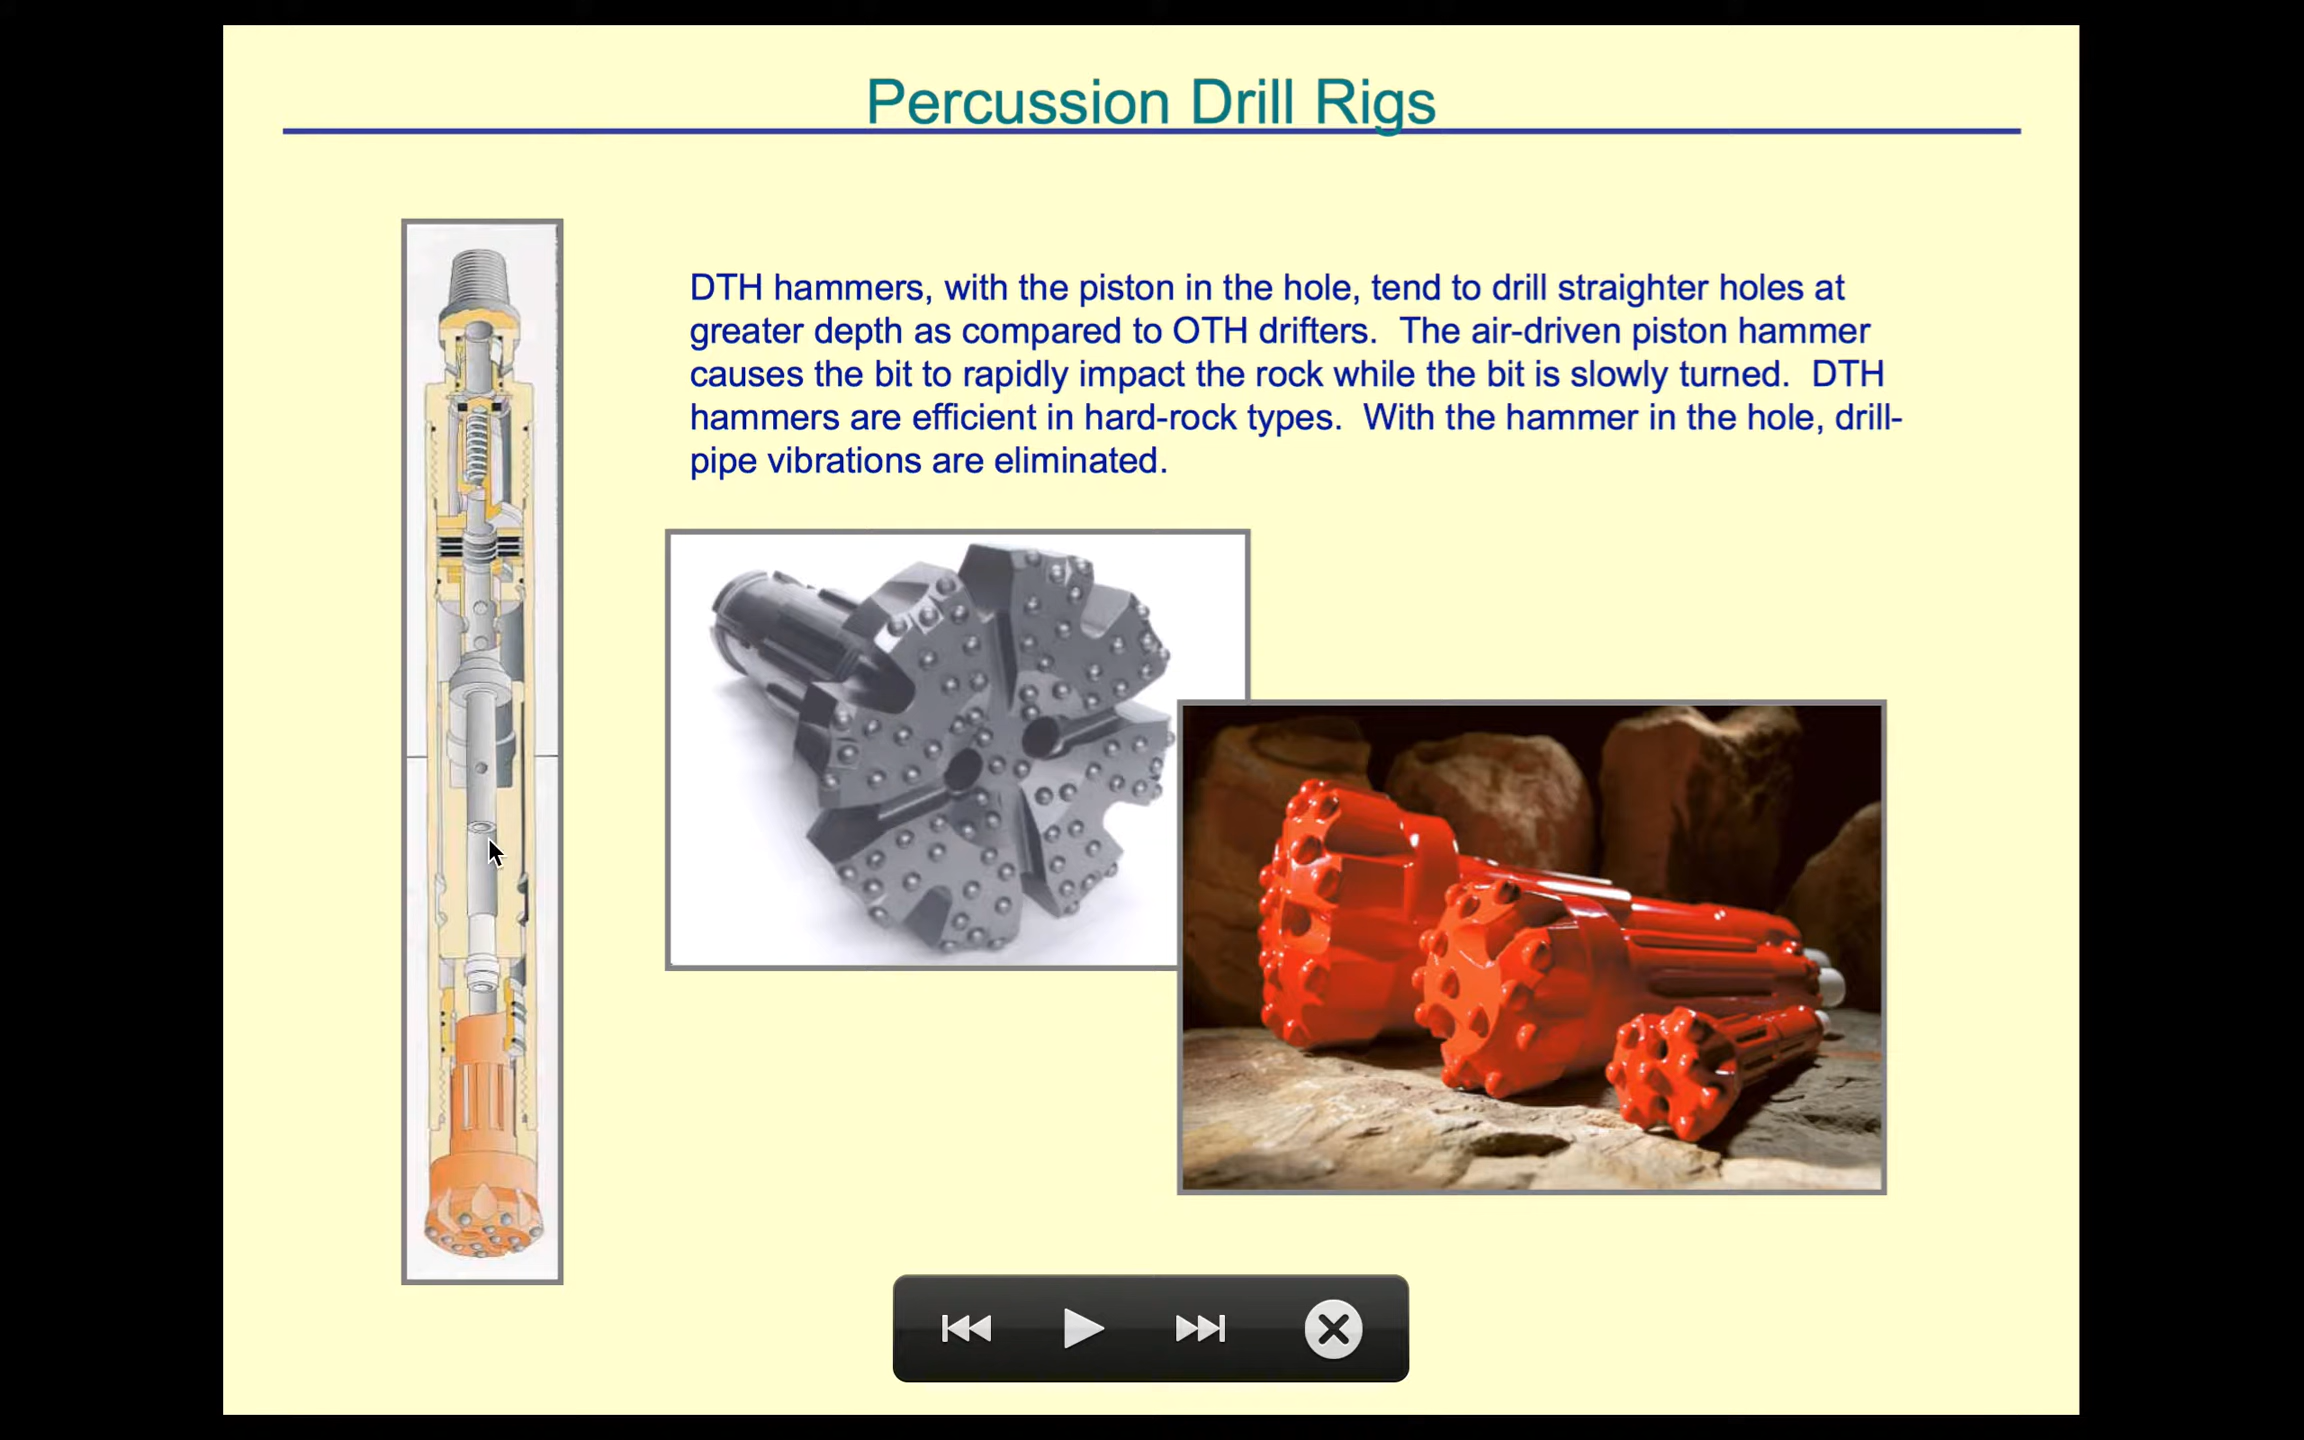 Percussion Drill Rigs
DTH hammers, with the piston in the hole, tend to drill straighter holes at
greater depth as compared to OTH drifters.  The air-driven piston hammer
causes the bit to rapidly impact the rock while the bit is slowly turned.  DTH
hammers are efficient in hard-rock types.  With the hammer in the hole, drill-
pipe vibrations are eliminated.